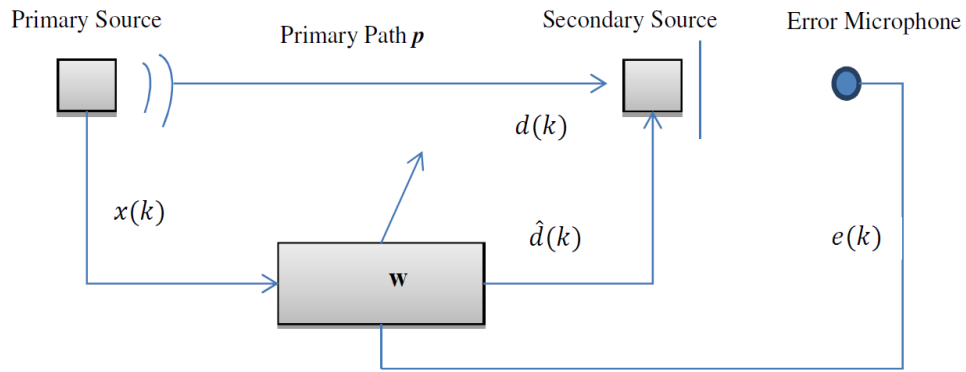 Primary Source
Primary Path p
Secondary Source
Error Microphone
d(k)
x(k)
d̂(k)
e(k)
w